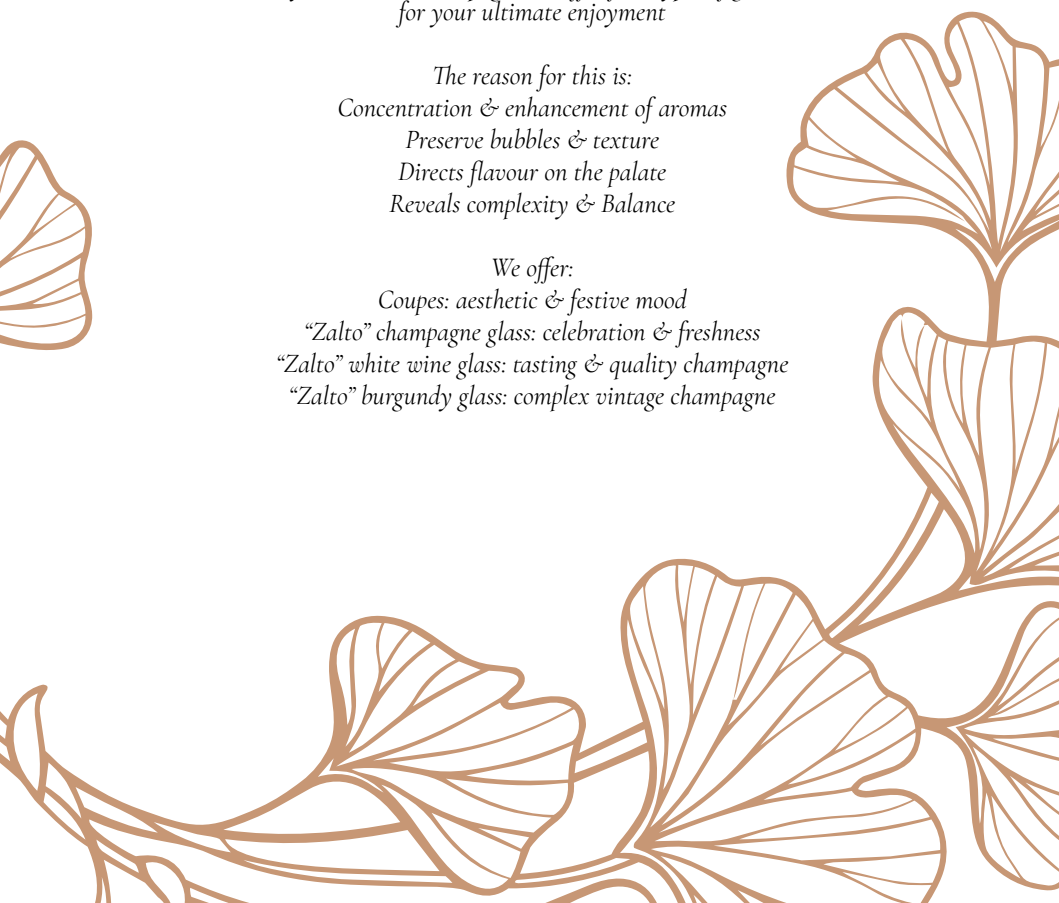 for your ultimate enjoyment
The reason for this is:
Concentration & enhancement of aromas
Preserve bubbles & texture
Directs flavour on the palate
Reveals complexity & Balance
We offer:
Coupes: aesthetic & festive mood
“Zalto” champagne glass: celebration & freshness
“Zalto” white wine glass: tasting & quality champagne
“Zalto” burgundy glass: complex vintage champagne